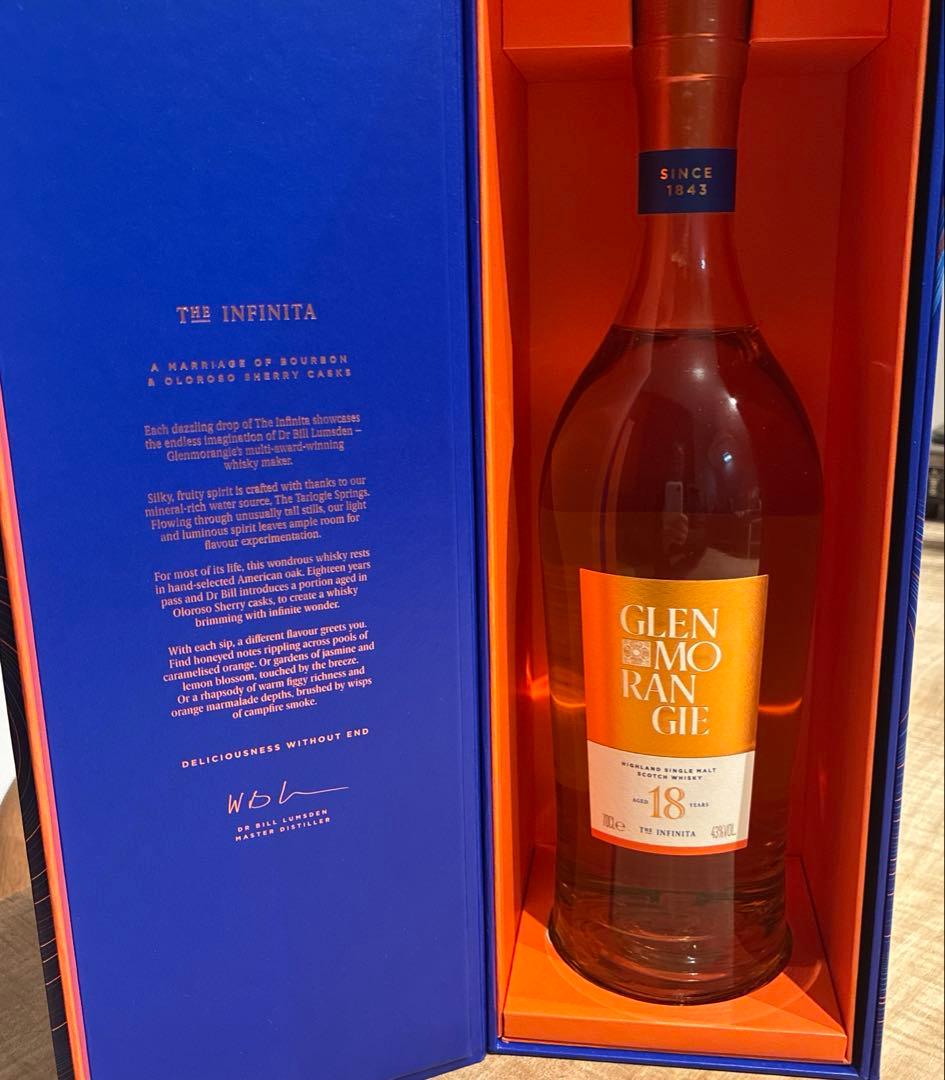 THE INFINITA
A MARRIAGE OF BOURBON
& OLOROSO SHERRY CASKS
Each dazzling drop of The Infinita showcases
the endless imagination of Dr Bill Lumsden –
Glenmorangie's multi-award-winning
whisky maker.
Silky, fruity spirit is crafted with thanks to our
mineral-rich water source, The Tarlogie Springs.
Flowing through unusually tall stills, our light
and luminous spirit leaves ample room for
flavour experimentation.
For most of its life, this wondrous whisky rests
in hand-selected American oak. Eighteen years
pass and Dr Bill introduces a portion aged in
Oloroso Sherry casks, to create a whisky
brimming with infinite wonder.
With each sip, a different flavour greets you.
Find honeyed notes rippling across pools of
caramelised orange. Or gardens of jasmine and
lemon blossom, touched by the breeze.
Or a rhapsody of warm figgy richness and
orange marmalade depths, brushed by wisps
of campfire smoke.
DELICIOUSNESS WITHOUT END
DR BILL LUMSDEN
MASTER DISTILLER
SINCE
1843
GLEN
MO
RAN
GIE
HIGHLAND SINGLE MALT
SCOTCH WHISKY
AGED 18 YEARS
70CL℮ THE INFINITA 43%VOL